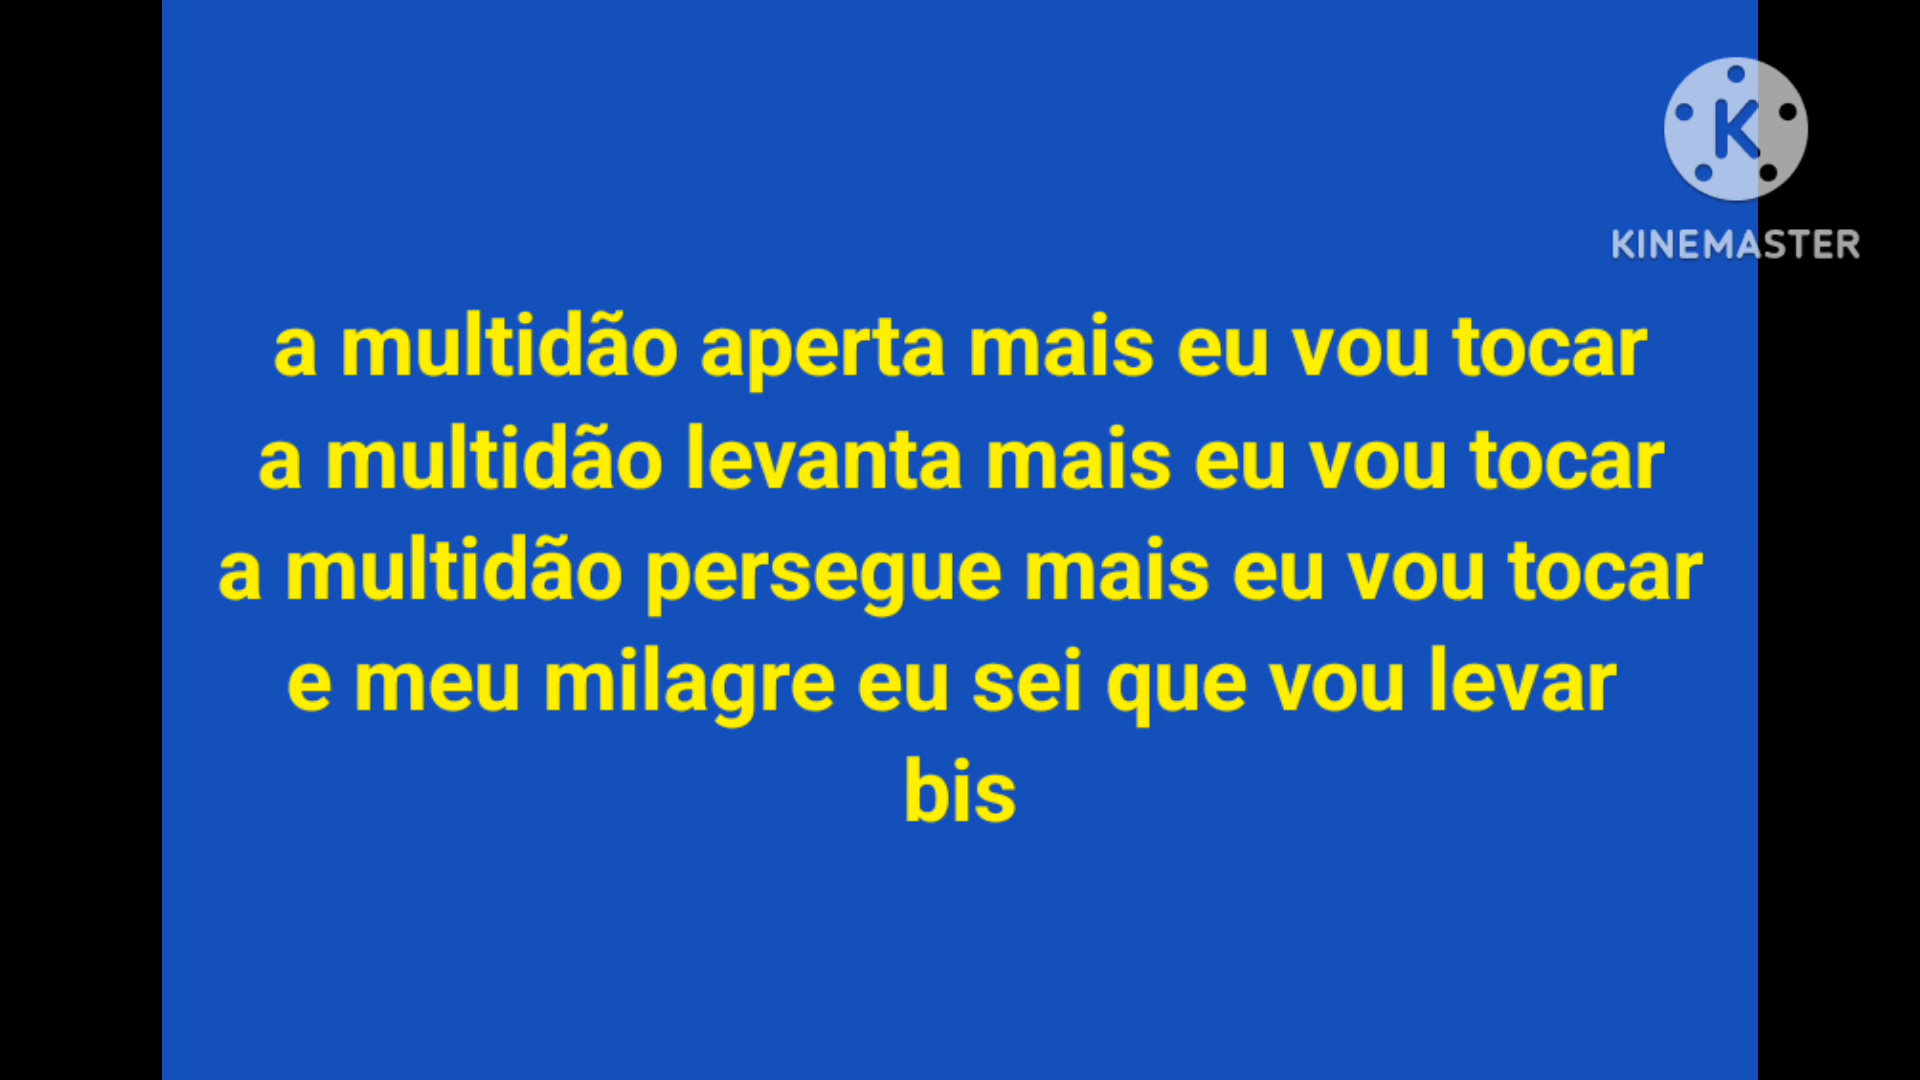 K
KINEMASTER
a multidão aperta mais eu vou tocar
a multidão levanta mais eu vou tocar
a multidão persegue mais eu vou tocar
e meu milagre eu sei que vou levar
bis